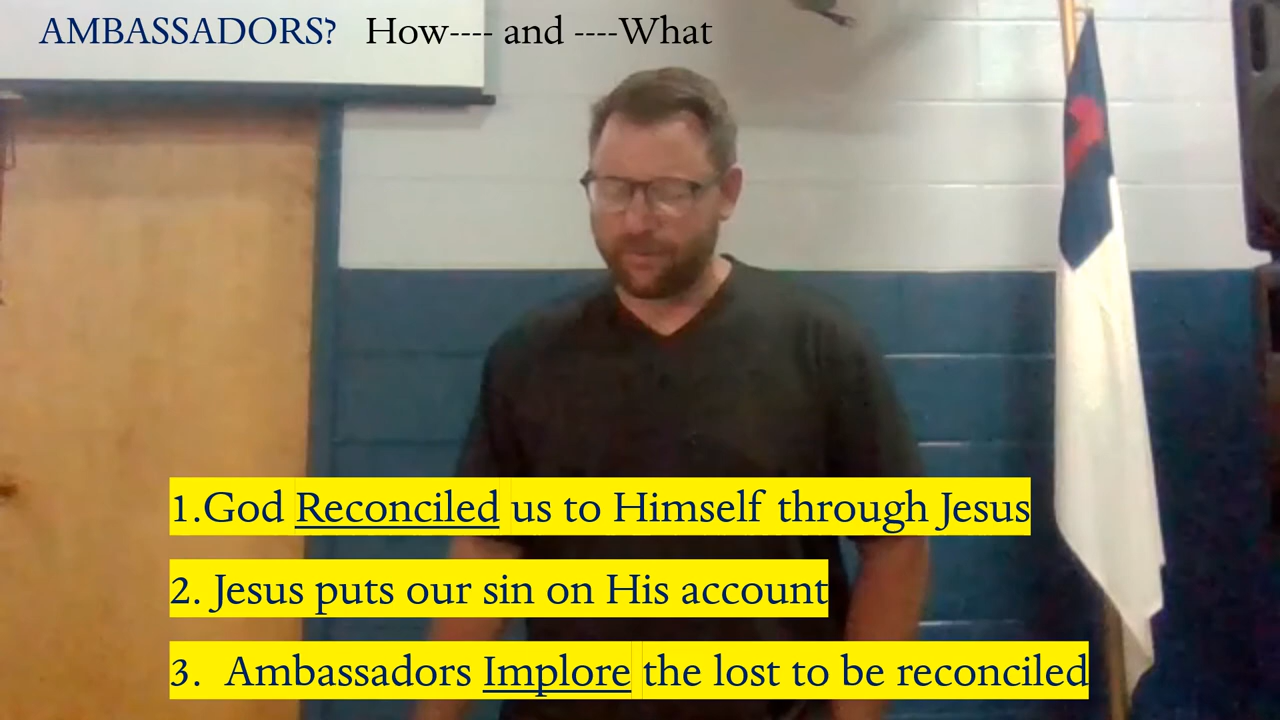 AMBASSADORS? How---- and ----What
1.God Reconciled us to Himself through Jesus
2. Jesus puts our sin on His account
3. Ambassadors Implore the lost to be reconciled